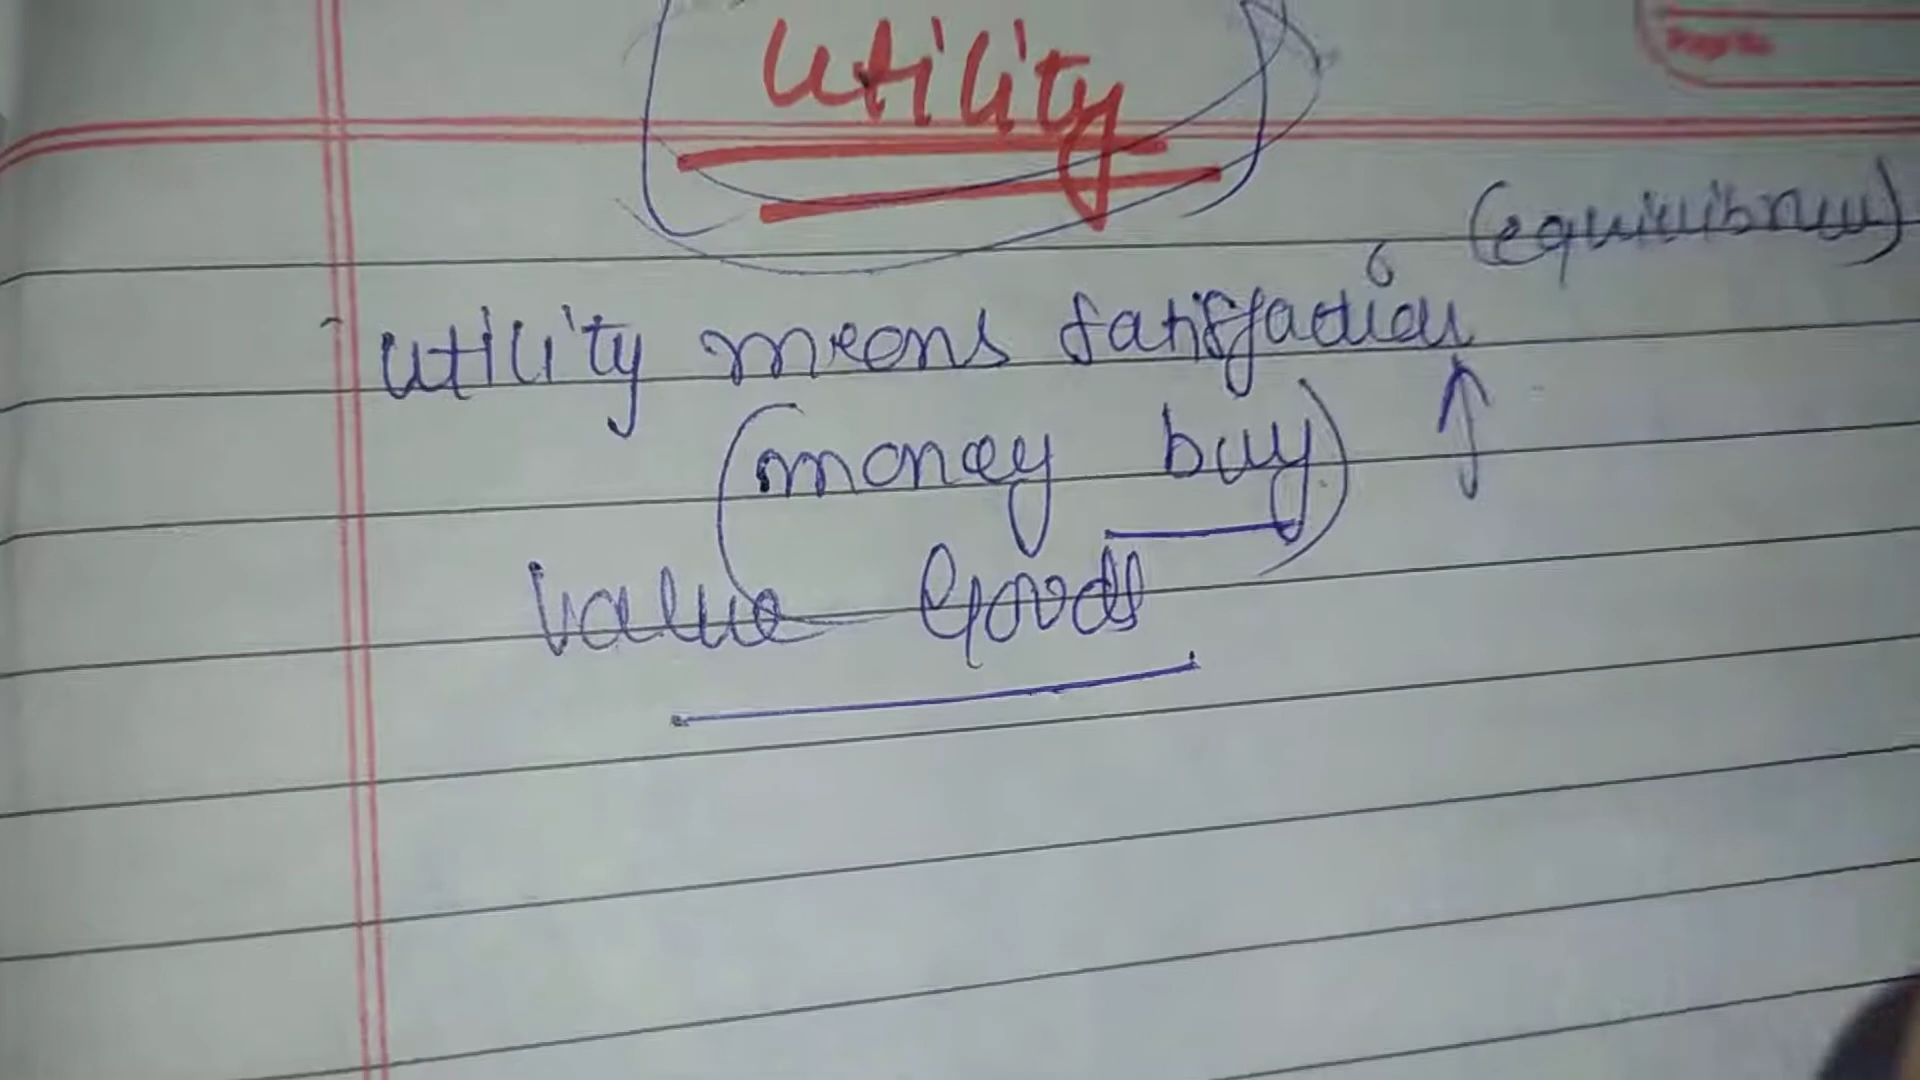 utility
(equilibrium)
utility means satisfaction ↑
(money buy)
value Goods